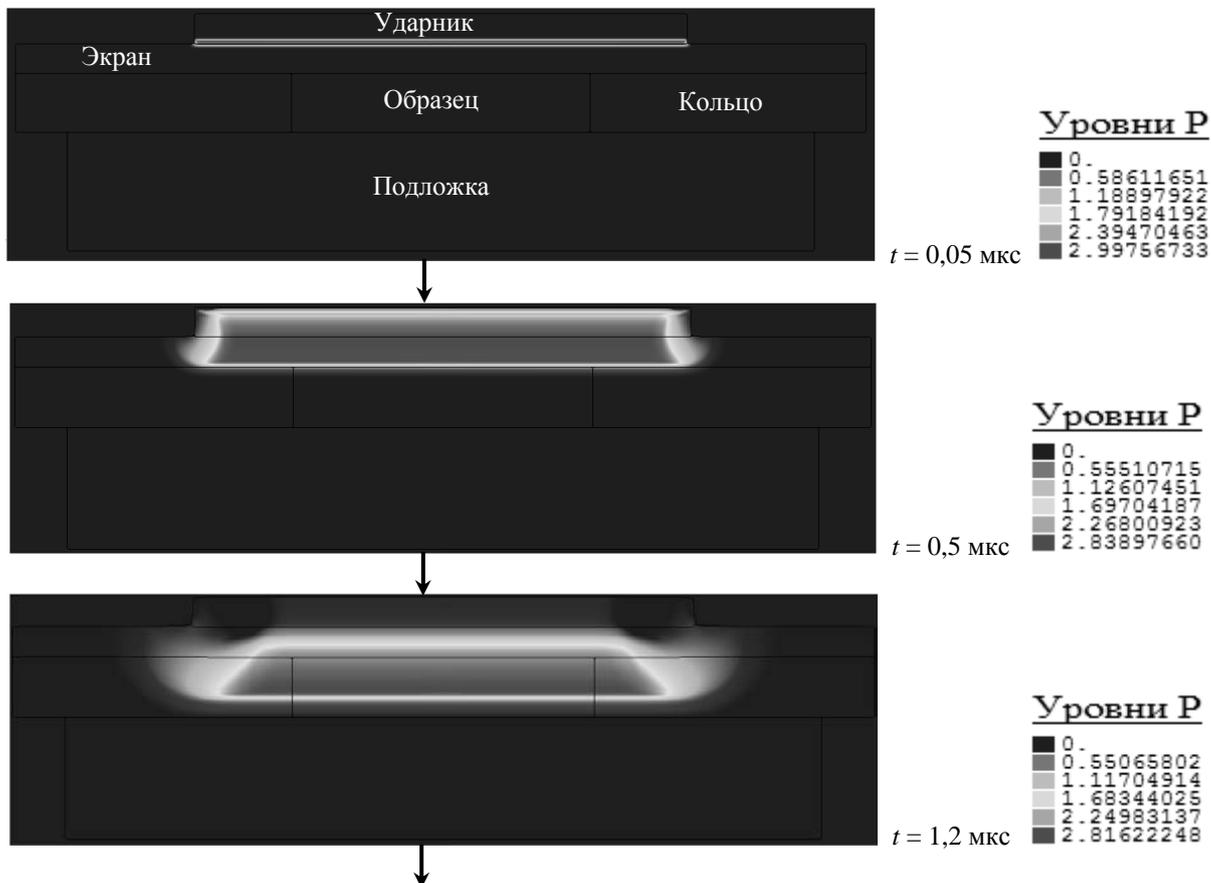 Ударник
Экран
Образец
Кольцо
Подложка
t = 0,05 мкс
Уровни P
0.
0.58611651
1.18897922
1.79184192
2.39470463
2.99756733
t = 0,5 мкс
Уровни P
0.
0.55510715
1.12607451
1.69704187
2.26800923
2.83897660
t = 1,2 мкс
Уровни P
0.
0.55065802
1.11704914
1.68344025
2.24983137
2.81622248